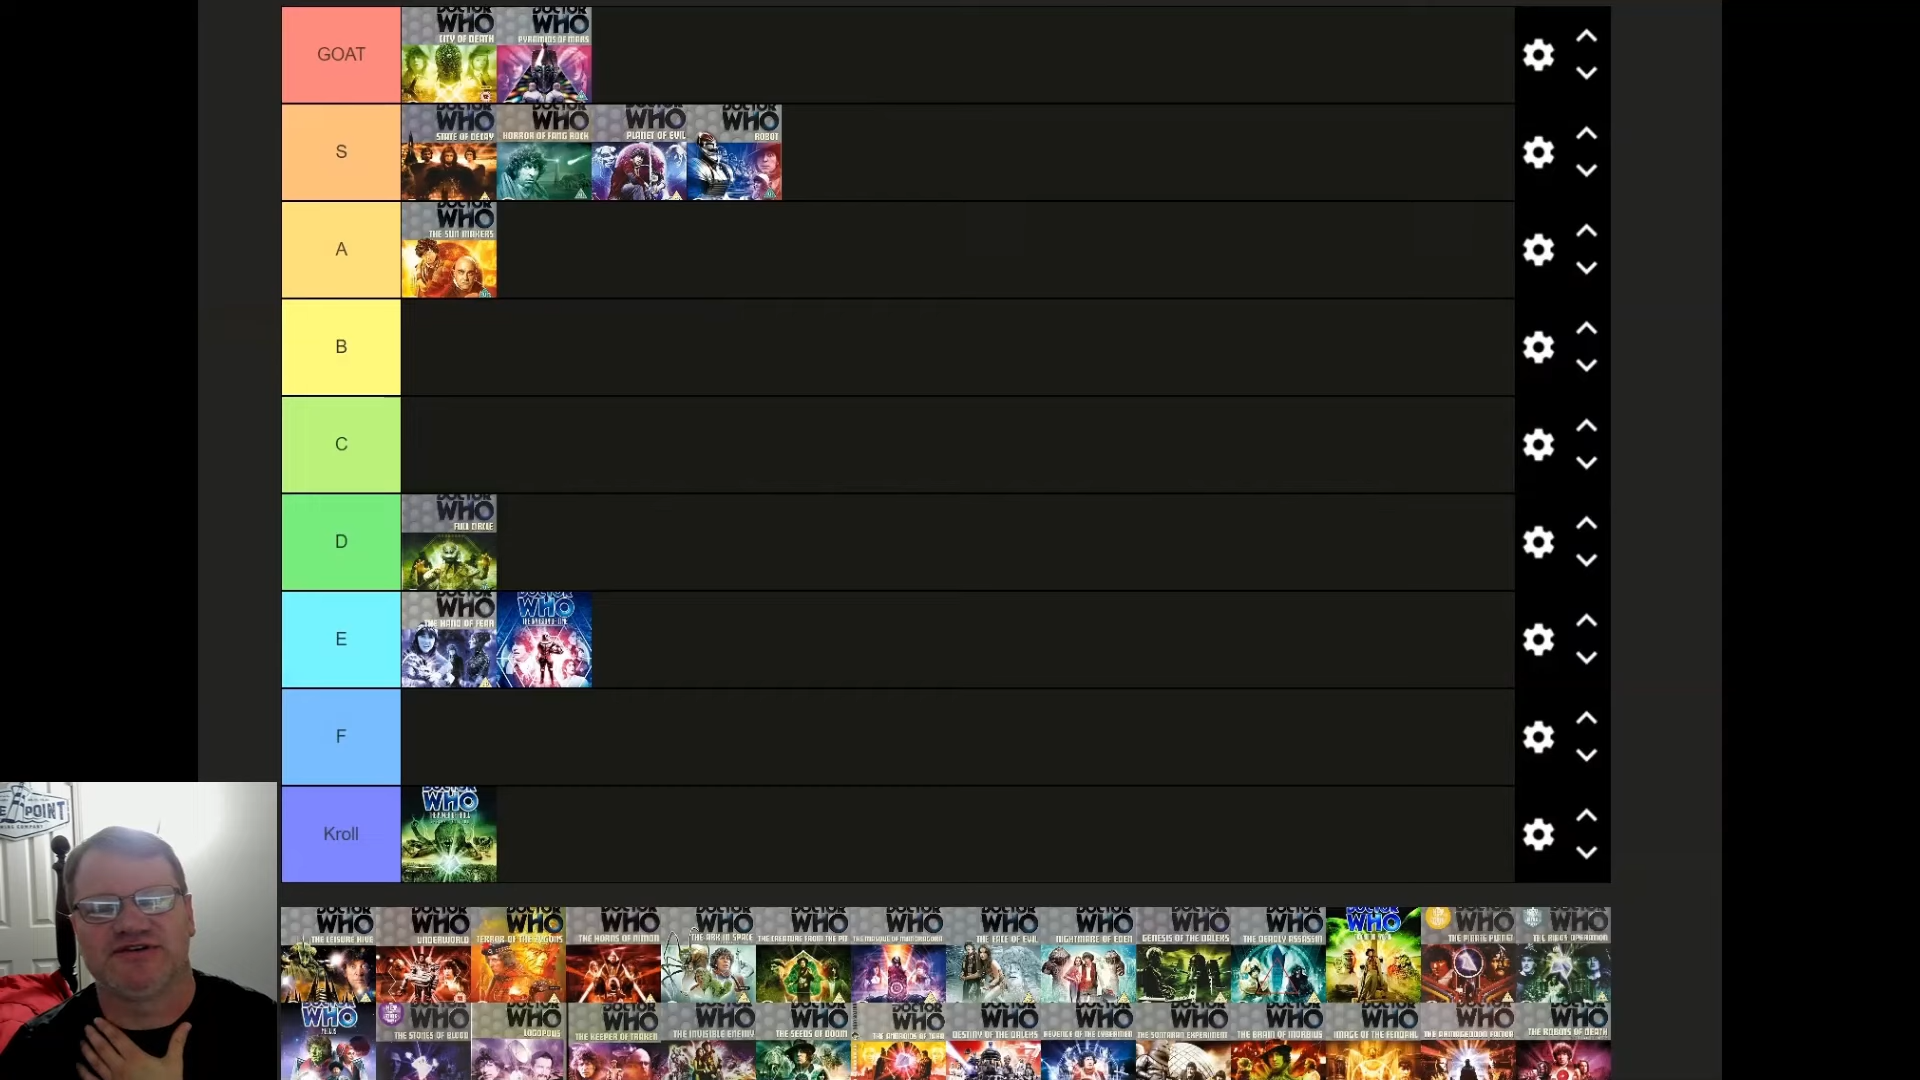 GOAT
DOCTOR WHO CITY OF DEATH
DOCTOR WHO PYRAMIDS OF MARS
S
DOCTOR WHO STATE OF DECAY
DOCTOR WHO HORROR OF FANG ROCK
DOCTOR WHO PLANET OF EVIL
DOCTOR WHO ROBOT
A
DOCTOR WHO THE SUN MAKERS
B
C
D
DOCTOR WHO FULL CIRCLE
E
DOCTOR WHO THE HAND OF FEAR
DOCTOR WHO
F
Kroll
DOCTOR WHO
POINT
DOCTOR WHO THE LEISURE HIVE
DOCTOR WHO UNDERWORLD
DOCTOR WHO TERROR OF THE ZYGONS
DOCTOR WHO THE HORNS OF NIMON
DOCTOR WHO THE ARK IN SPACE
DOCTOR WHO THE CREATURE FROM THE PIT
DOCTOR WHO THE MASQUE OF MANDRAGORA
DOCTOR WHO THE FACE OF EVIL
DOCTOR WHO NIGHTMARE OF EDEN
DOCTOR WHO GENESIS OF THE DALEKS
DOCTOR WHO THE DEADLY ASSASSIN
DOCTOR WHO
DOCTOR WHO THE PIRATE PLANET
DOCTOR WHO THE RIBOS OPERATION
DOCTOR WHO
DOCTOR WHO THE STONES OF BLOOD
DOCTOR WHO LOGOPOLIS
DOCTOR WHO THE KEEPER OF TRAKEN
DOCTOR WHO THE INVISIBLE ENEMY
DOCTOR WHO THE SEEDS OF DOOM
DOCTOR WHO THE ANDROIDS OF TARA
DOCTOR WHO DESTINY OF THE DALEKS
DOCTOR WHO REVENGE OF THE CYBERMEN
DOCTOR WHO THE SONTARAN EXPERIMENT
DOCTOR WHO THE BRAIN OF MORBIUS
DOCTOR WHO IMAGE OF THE FENDAHL
DOCTOR WHO THE ARMAGEDDON FACTOR
DOCTOR WHO THE ROBOTS OF DEATH